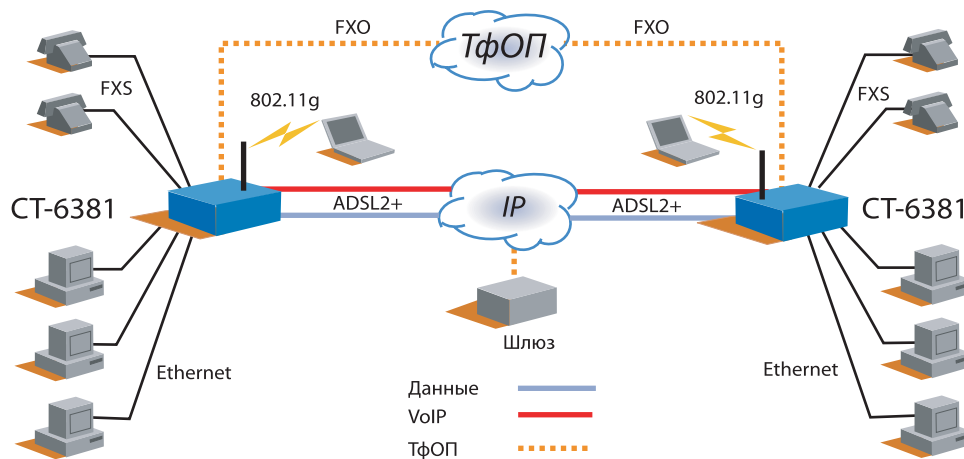 FXO
ТфОП
FXO
FXS
802.11g
802.11g
FXS
CT-6381
ADSL2+
IP
ADSL2+
CT-6381
Шлюз
Ethernet
Ethernet
Данные
VoIP
ТфОП